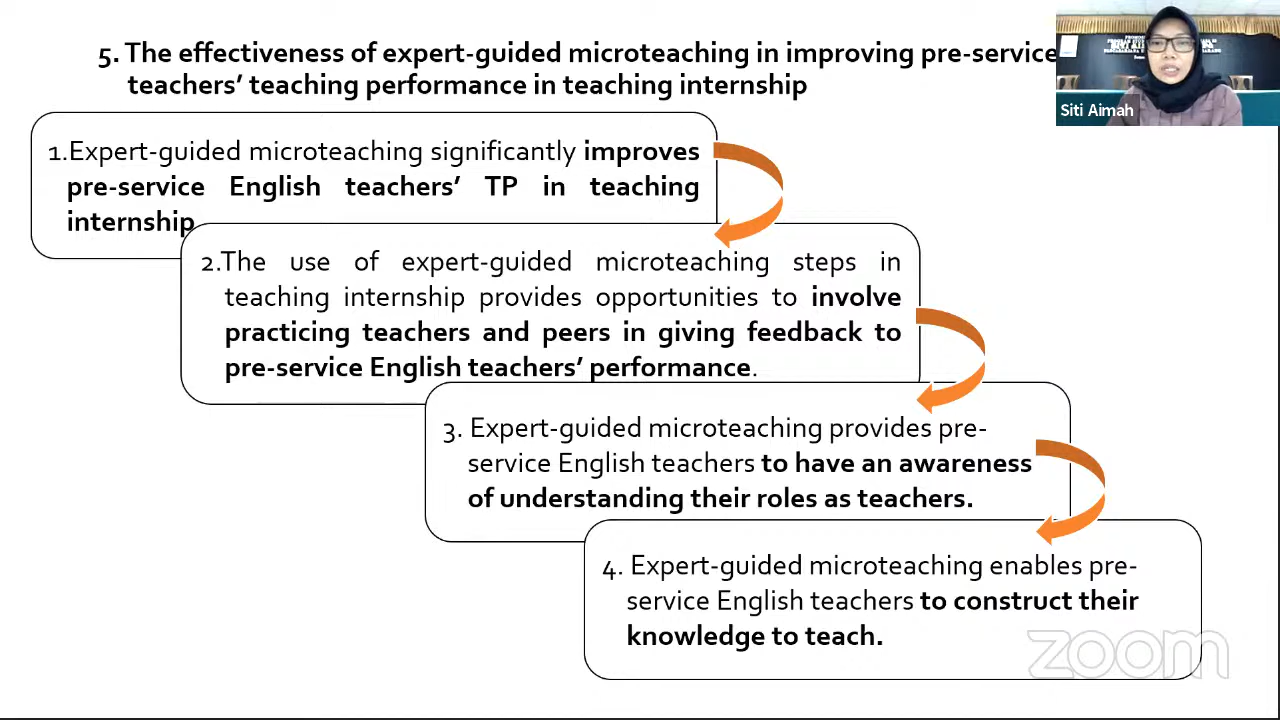 5. The effectiveness of expert-guided microteaching in improving pre-service
teachers’ teaching performance in teaching internship
Siti Aimah
1.Expert-guided microteaching significantly improves
pre-service English teachers’ TP in teaching
internship
2.The use of expert-guided microteaching steps in
teaching internship provides opportunities to involve
practicing teachers and peers in giving feedback to
pre-service English teachers’ performance.
3. Expert-guided microteaching provides pre-
service English teachers to have an awareness
of understanding their roles as teachers.
4. Expert-guided microteaching enables pre-
service English teachers to construct their
knowledge to teach.
zoom